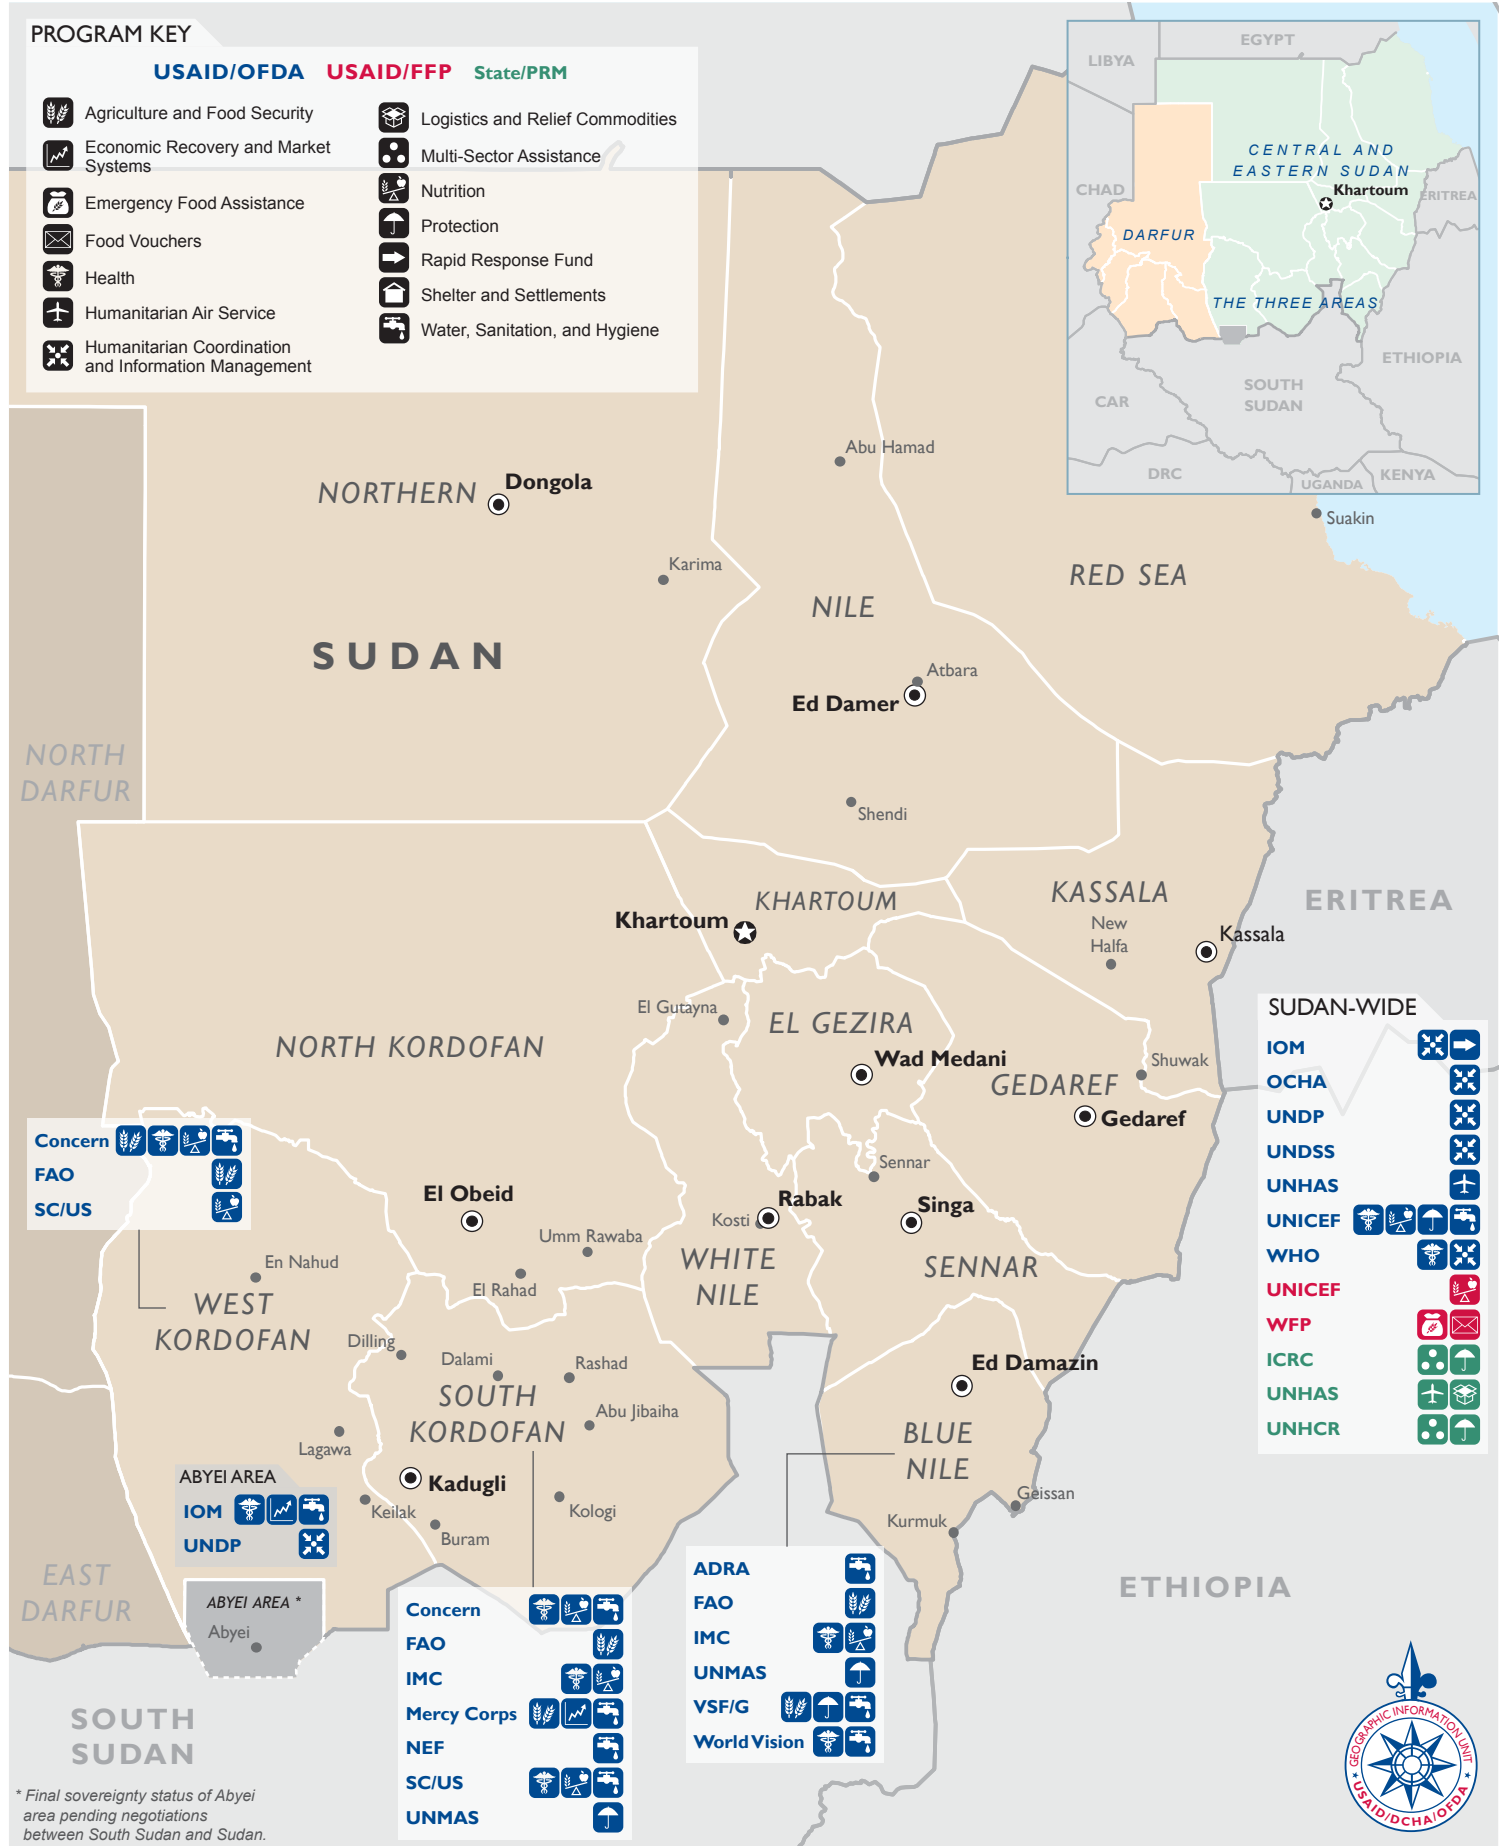 PROGRAM KEY
USAID/OFDA USAID/FFP State/PRM
Agriculture and Food Security
Economic Recovery and Market
Systems
Emergency Food Assistance
Food Vouchers
Health
Humanitarian Air Service
Humanitarian Coordination
and Information Management
Logistics and Relief Commodities
Multi-Sector Assistance
Nutrition
Protection
Rapid Response Fund
Shelter and Settlements
Water, Sanitation, and Hygiene
EGYPT
LIBYA
CENTRAL AND
EASTERN SUDAN
CHAD
Khartoum
ERITREA
DARFUR
THE THREE AREAS
ETHIOPIA
SOUTH
SUDAN
CAR
DRC
UGANDA
KENYA
Abu Hamad
NORTHERN
Dongola
Suakin
Karima
RED SEA
NILE
SUDAN
Atbara
Ed Damer
NORTH
DARFUR
Shendi
KHARTOUM
KASSALA
ERITREA
Khartoum
New
Halfa
Kassala
El Gutayna
EL GEZIRA
NORTH KORDOFAN
Wad Medani
GEDAREF
Shuwak
Gedaref
SUDAN-WIDE
IOM
OCHA
UNDP
UNDSS
UNHAS
UNICEF
WHO
UNICEF
WFP
ICRC
UNHAS
UNHCR
Concern
FAO
SC/US
Sennar
El Obeid
Rabak
Singa
Kosti
Umm Rawaba
En Nahud
El Rahad
WHITE
NILE
SENNAR
WEST
KORDOFAN
Dilling
Dalami
Rashad
Ed Damazin
SOUTH
KORDOFAN
Abu Jibaiha
BLUE
NILE
Lagawa
Kadugli
ABYEI AREA
IOM
UNDP
Keilak
Buram
Kologi
Geissan
Kurmuk
EAST
DARFUR
ABYEI AREA *
Abyei
ETHIOPIA
Concern
FAO
IMC
Mercy Corps
NEF
SC/US
UNMAS
ADRA
FAO
IMC
UNMAS
VSF/G
World Vision
SOUTH
SUDAN
* Final sovereignty status of Abyei
area pending negotiations
between South Sudan and Sudan.
GEOGRAPHIC INFORMATION UNIT
USAID/DCHA/OFDA